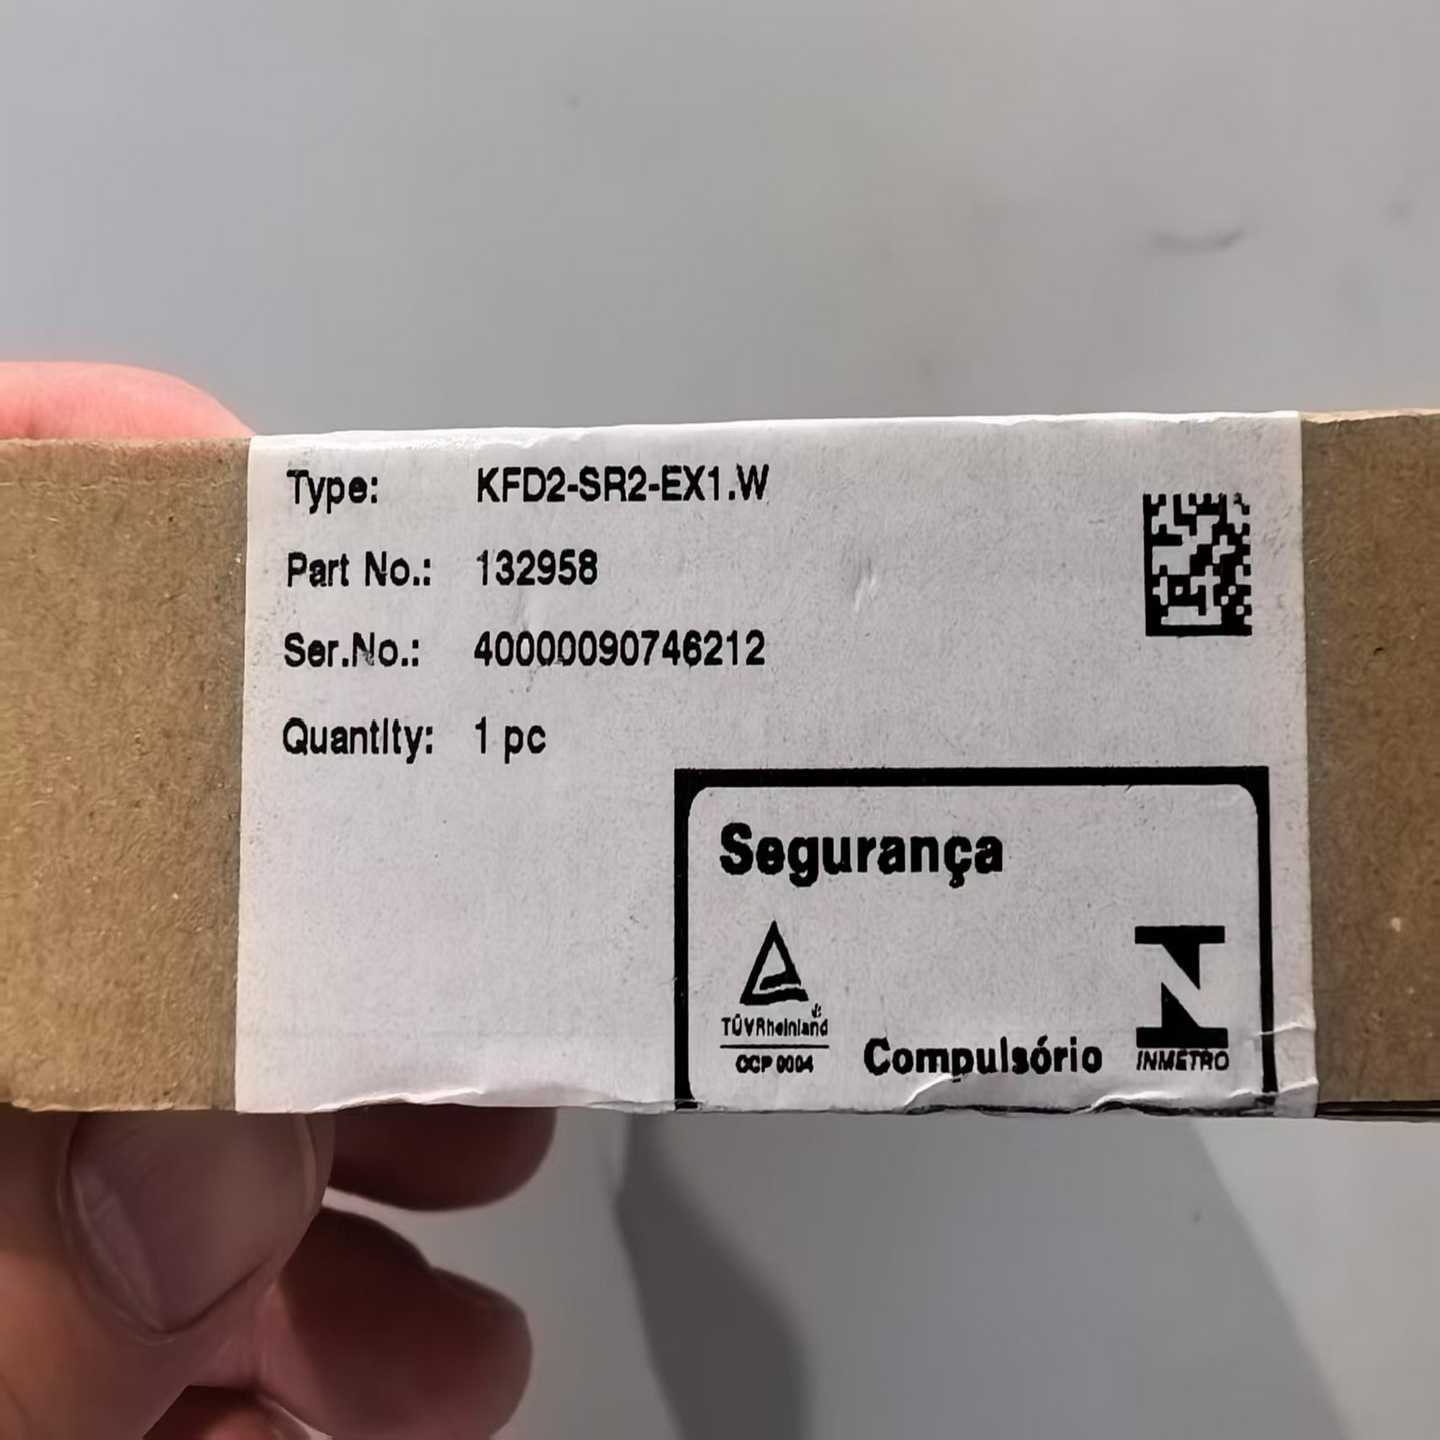 Type: KFD2-SR2-EX1.W
Part No.: 132958
Ser.No.: 40000090746212
Quantity: 1 pc
Segurança
TÜVRheinland
OCP 0004
Compulsório
INMETRO